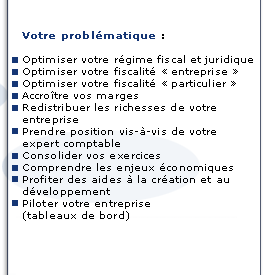 Votre problématique :
Optimiser votre régime fiscal et juridique
Optimiser votre fiscalité « entreprise »
Optimiser votre fiscalité « particulier »
Accroître vos marges
Redistribuer les richesses de votre
entreprise
Prendre position vis-à-vis de votre
expert comptable
Consolider vos exercices
Comprendre les enjeux économiques
Profiter des aides à la création et au
développement
Piloter votre entreprise
(tableaux de bord)